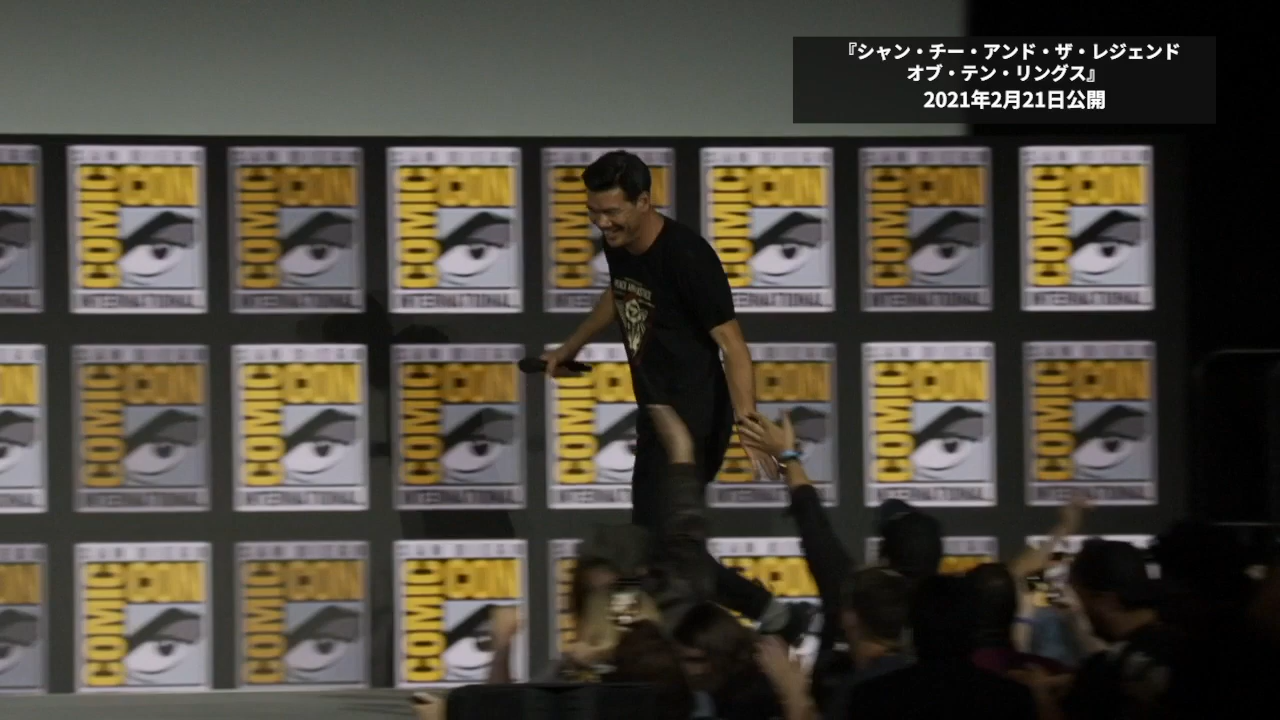 『シャン・チー・アンド・ザ・レジェンド
オブ・テン・リングス』
2021年2月21日公開
COMIC CON
INTERNATIONAL